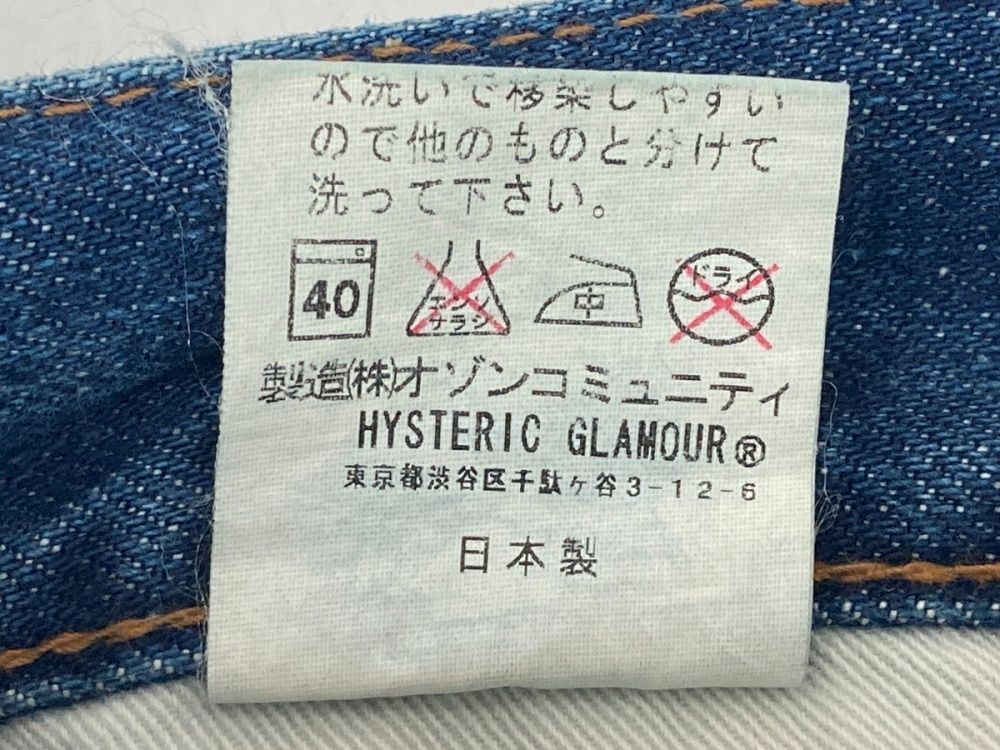 水洗いで移染しやすい
ので他のものと分けて
洗って下さい。
40
エンソ
サラシ
中
ドライ
製造(株)オゾンコミュニティ
HYSTERIC GLAMOUR®
東京都渋谷区千駄ヶ谷3-12-6
日本製